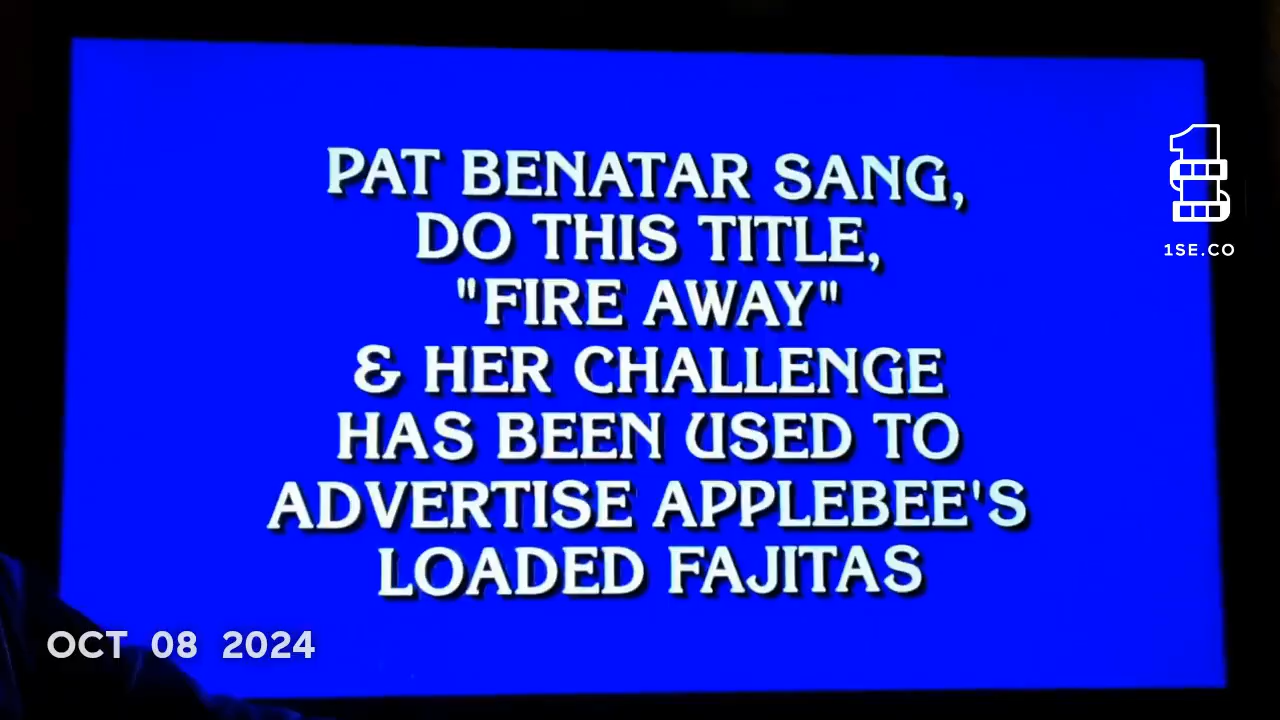 PAT BENATAR SANG,
DO THIS TITLE,
"FIRE AWAY"
& HER CHALLENGE
HAS BEEN USED TO
ADVERTISE APPLEBEE'S
LOADED FAJITAS
1SE.CO
OCT 08 2024